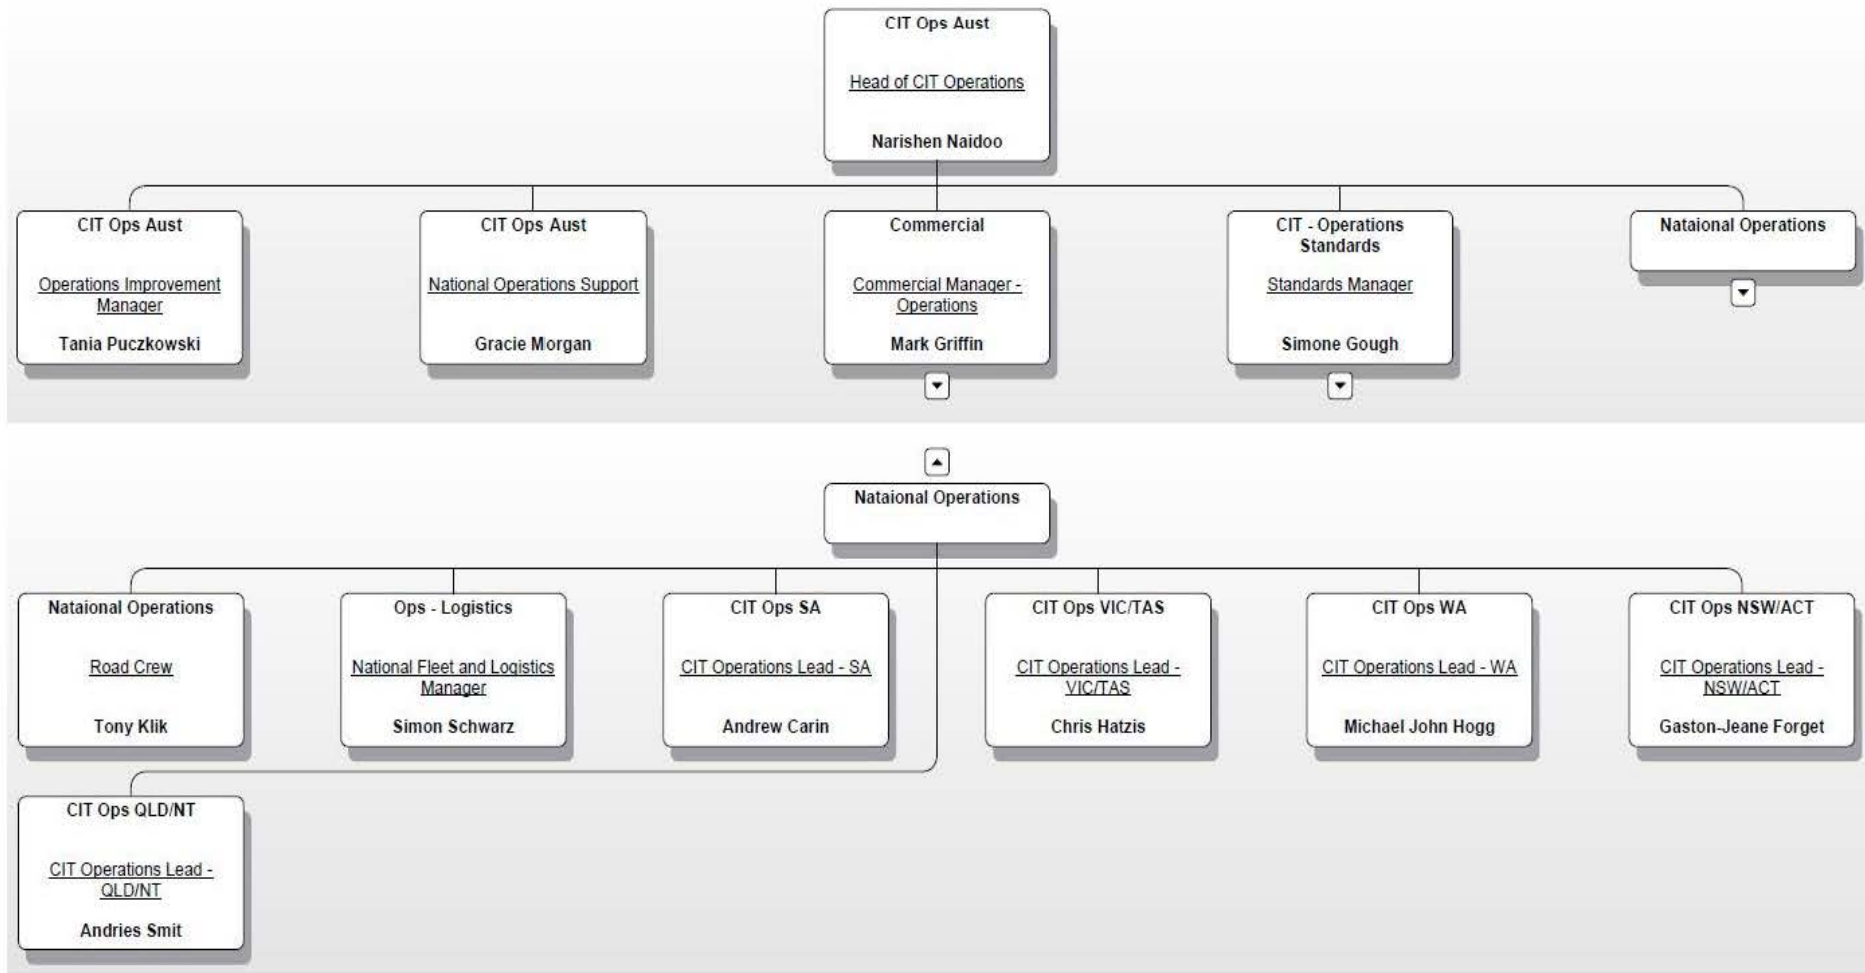 CIT Ops Aust
Head of CIT Operations
Narishen Naidoo
CIT Ops Aust
Operations Improvement
Manager
Tania Puczkowski
CIT Ops Aust
National Operations Support
Gracie Morgan
Commercial
Commercial Manager -
Operations
Mark Griffin
CIT - Operations
Standards
Standards Manager
Simone Gough
Nataional Operations
Nataional Operations
Nataional Operations
Road Crew
Tony Klik
Ops - Logistics
National Fleet and Logistics
Manager
Simon Schwarz
CIT Ops SA
CIT Operations Lead - SA
Andrew Carin
CIT Ops VIC/TAS
CIT Operations Lead -
VIC/TAS
Chris Hatzis
CIT Ops WA
CIT Operations Lead - WA
Michael John Hogg
CIT Ops NSW/ACT
CIT Operations Lead -
NSW/ACT
Gaston-Jeane Forget
CIT Ops QLD/NT
CIT Operations Lead -
QLD/NT
Andries Smit